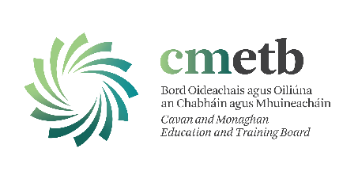 cmetb
Bord Oideachais agus Oiliúna
an Chabháin agus Mhuineacháin
Cavan and Monaghan
Education and Training Board